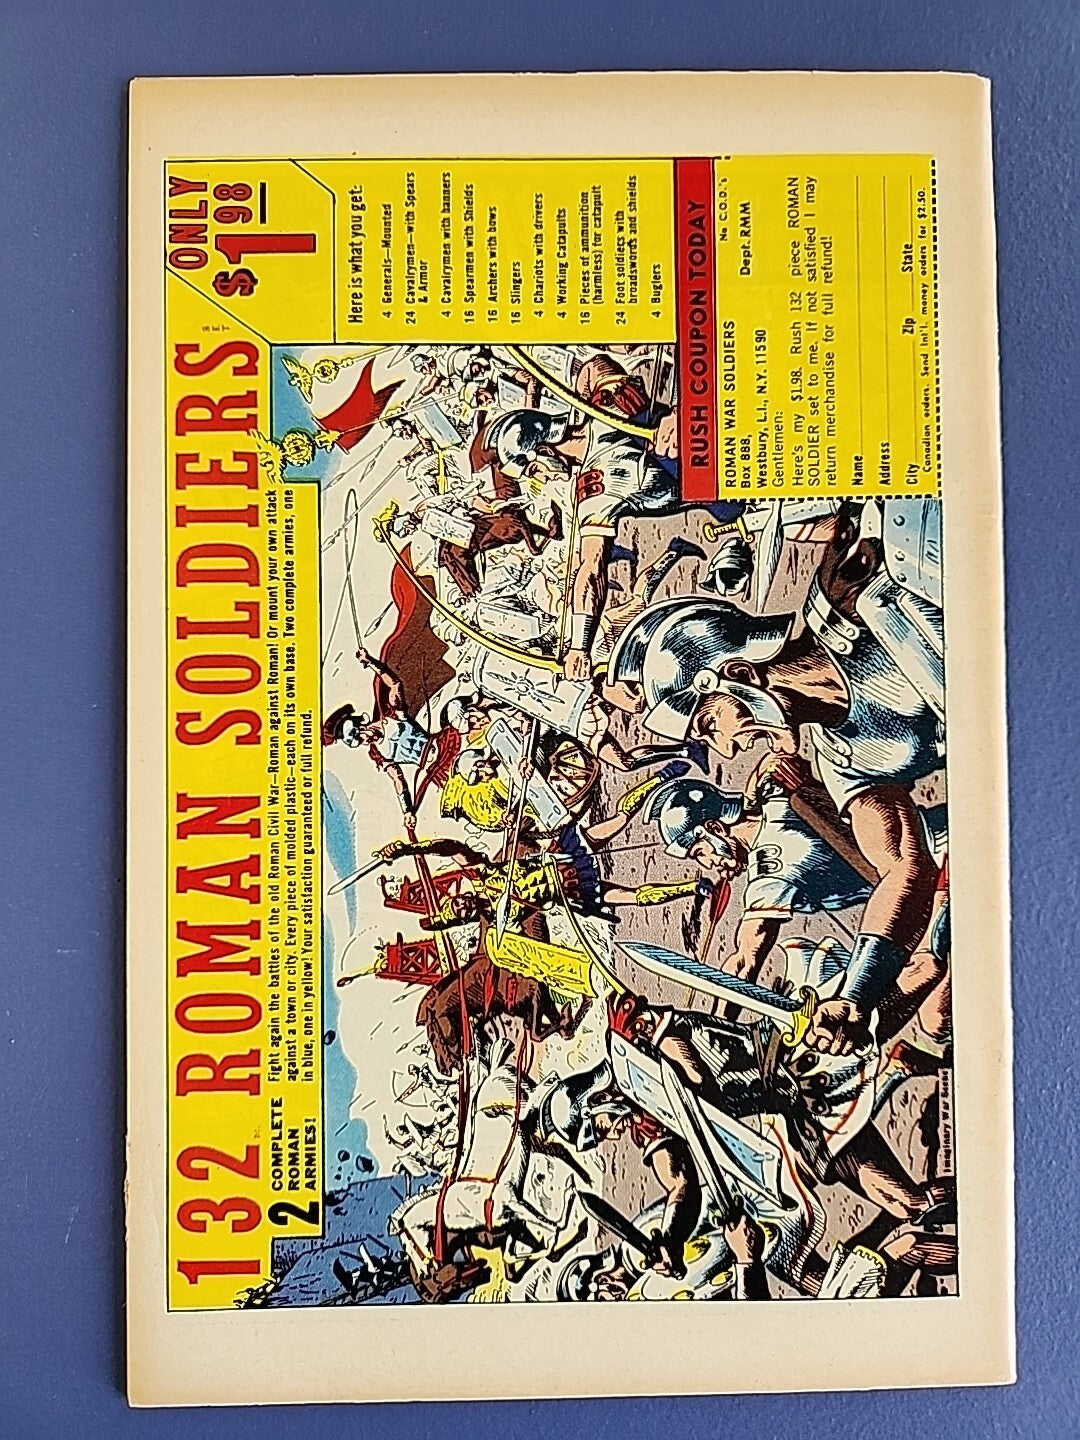 132 ROMAN SOLDIERS
SET
ONLY
$1.98
2 COMPLETE
ROMAN
ARMIES!
Fight again the battles of the old Roman Civil War—Roman against Roman! Or mount your own attack
against a town or city. Every piece of molded plastic—each on its own base. Two complete armies, one
in blue, one in yellow! Your satisfaction guaranteed or full refund.
Here is what you get:
4 Generals—Mounted
24 Cavalrymen—with Spears
& Armor
4 Cavalrymen with banners
16 Spearmen with Shields
16 Archers with bows
16 Slingers
4 Chariots with drivers
4 Working Catapults
16 Pieces of ammunition
(harmless) for catapult
24 Foot soldiers with
broadswords and shields
4 Buglers
RUSH COUPON TODAY
No C.O.D.'s
ROMAN WAR SOLDIERS
Box 888, Dept. RMM
Westbury, L.I., N.Y. 11590
Gentlemen:
Here's my $1.98. Rush 132 piece ROMAN
SOLDIER set to me. If not satisfied I may
return merchandise for full refund!
Name
Address
City Zip State
Canadian orders. Send Int'l. money orders for $2.50.
Imaginary War Scene